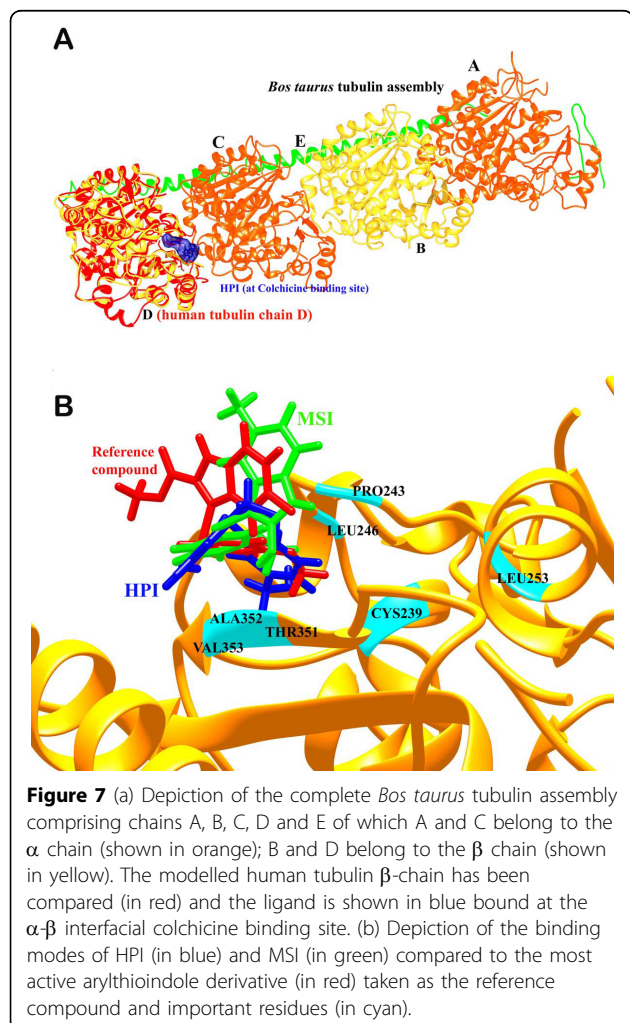 A
A
Bos taurus tubulin assembly
C
E
B
HPI (at Colchicine binding site)
D (human tubulin chain D)
B
MSI
Reference
compound
PRO243
LEU246
LEU253
HPI
ALA352
CYS239
THR351
VAL353
Figure 7 (a) Depiction of the complete Bos taurus tubulin assembly
comprising chains A, B, C, D and E of which A and C belong to the
α chain (shown in orange); B and D belong to the β chain (shown
in yellow). The modelled human tubulin β-chain has been
compared (in red) and the ligand is shown in blue bound at the
α-β interfacial colchicine binding site. (b) Depiction of the binding
modes of HPI (in blue) and MSI (in green) compared to the most
active arylthioindole derivative (in red) taken as the reference
compound and important residues (in cyan).